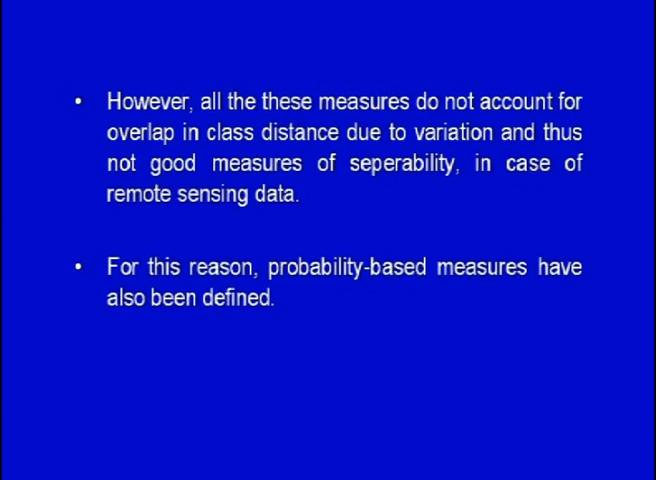 • However, all the these measures do not account for
overlap in class distance due to variation and thus
not good measures of seperability, in case of
remote sensing data.
• For this reason, probability-based measures have
also been defined.